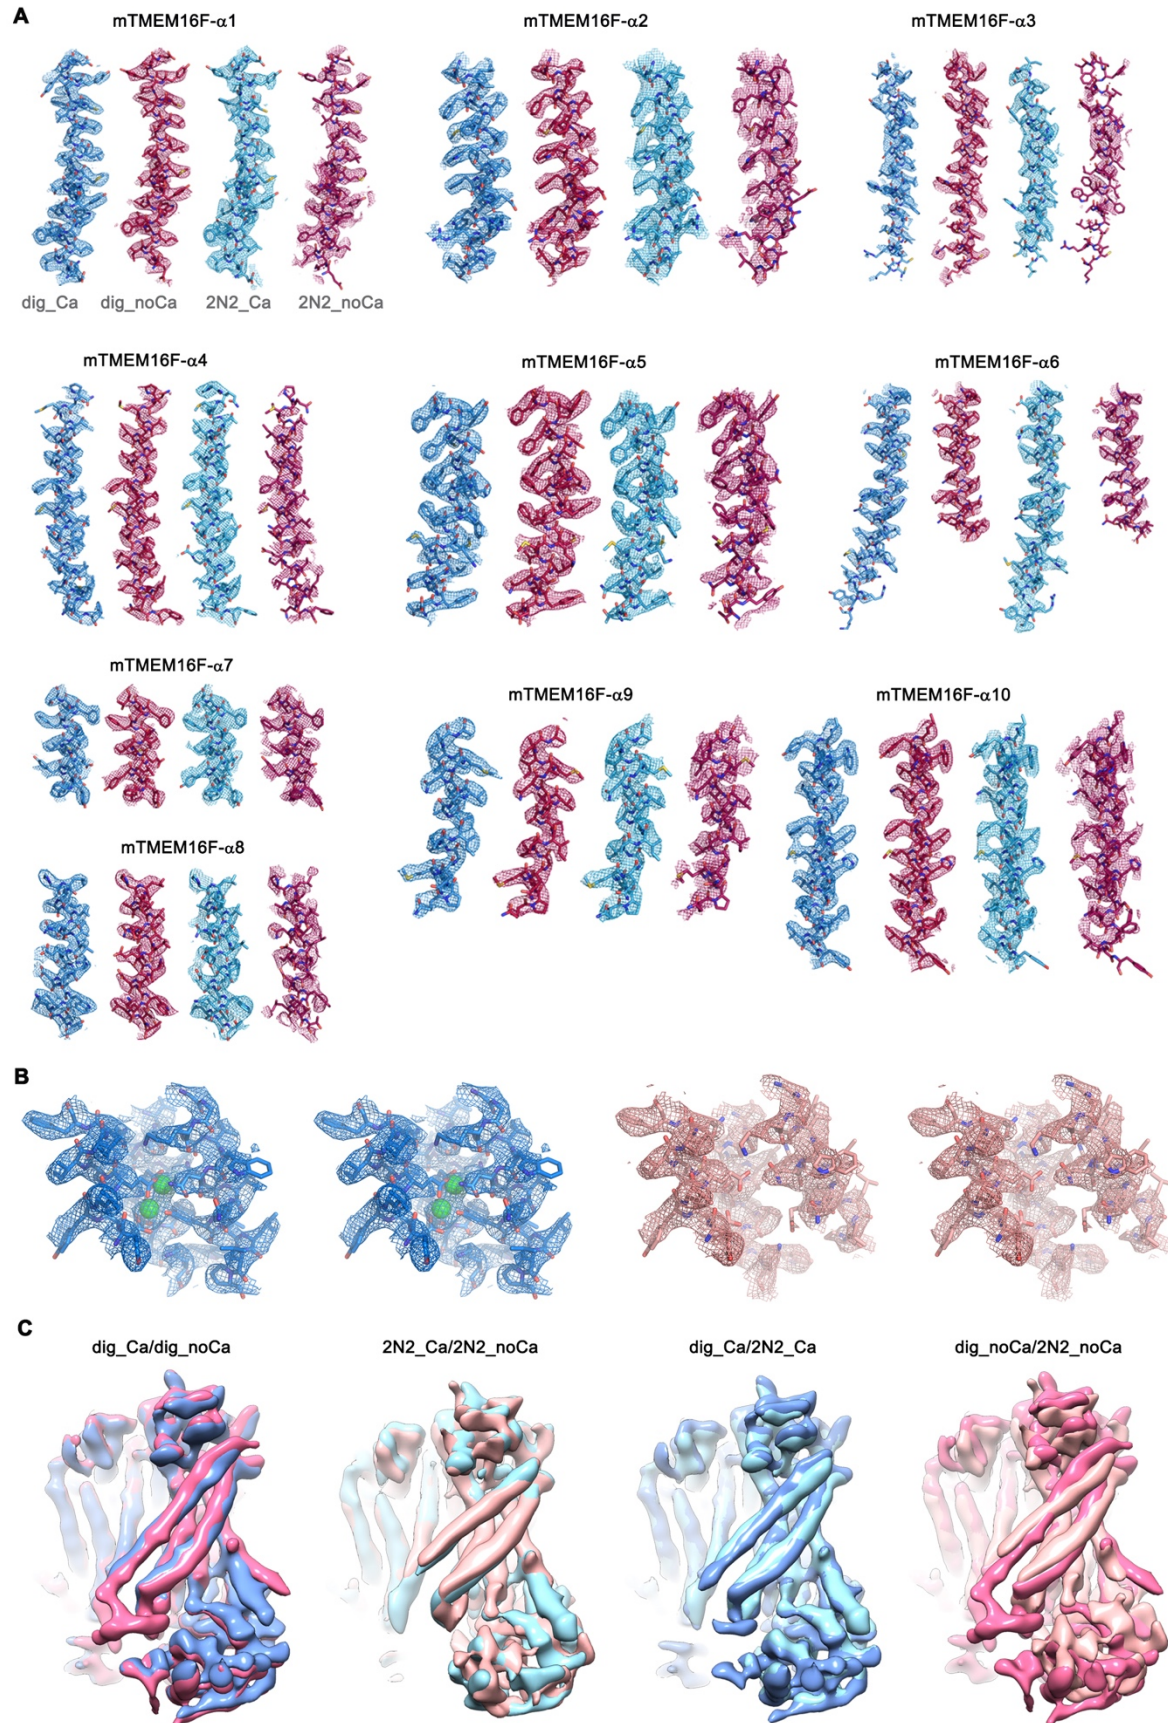 A
mTMEM16F-α1
mTMEM16F-α2
mTMEM16F-α3
dig_Ca
dig_noCa
2N2_Ca
2N2_noCa
mTMEM16F-α4
mTMEM16F-α5
mTMEM16F-α6
mTMEM16F-α7
mTMEM16F-α9
mTMEM16F-α10
mTMEM16F-α8
B
C
dig_Ca/dig_noCa
2N2_Ca/2N2_noCa
dig_Ca/2N2_Ca
dig_noCa/2N2_noCa